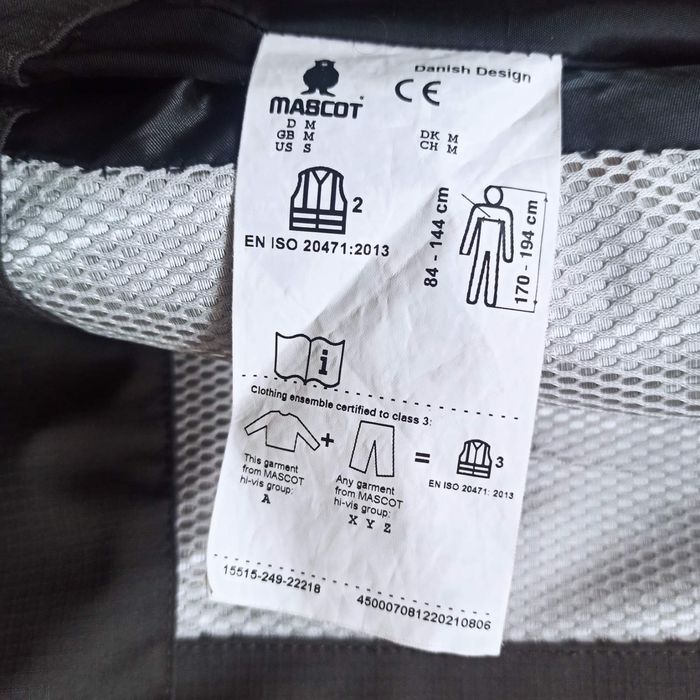 Danish Design
MASCOT
CE
D M
GB M
US S
DK M
CH M
2
EN ISO 20471:2013
84 - 144 cm
170 - 194 cm
i
Clothing ensemble certified to class 3:
+
=
3
This garment
from MASCOT
hi-vis group:
A
Any garment
from MASCOT
hi-vis group:
X Y Z
EN ISO 20471: 2013
15515-249-22218
450007081220210806